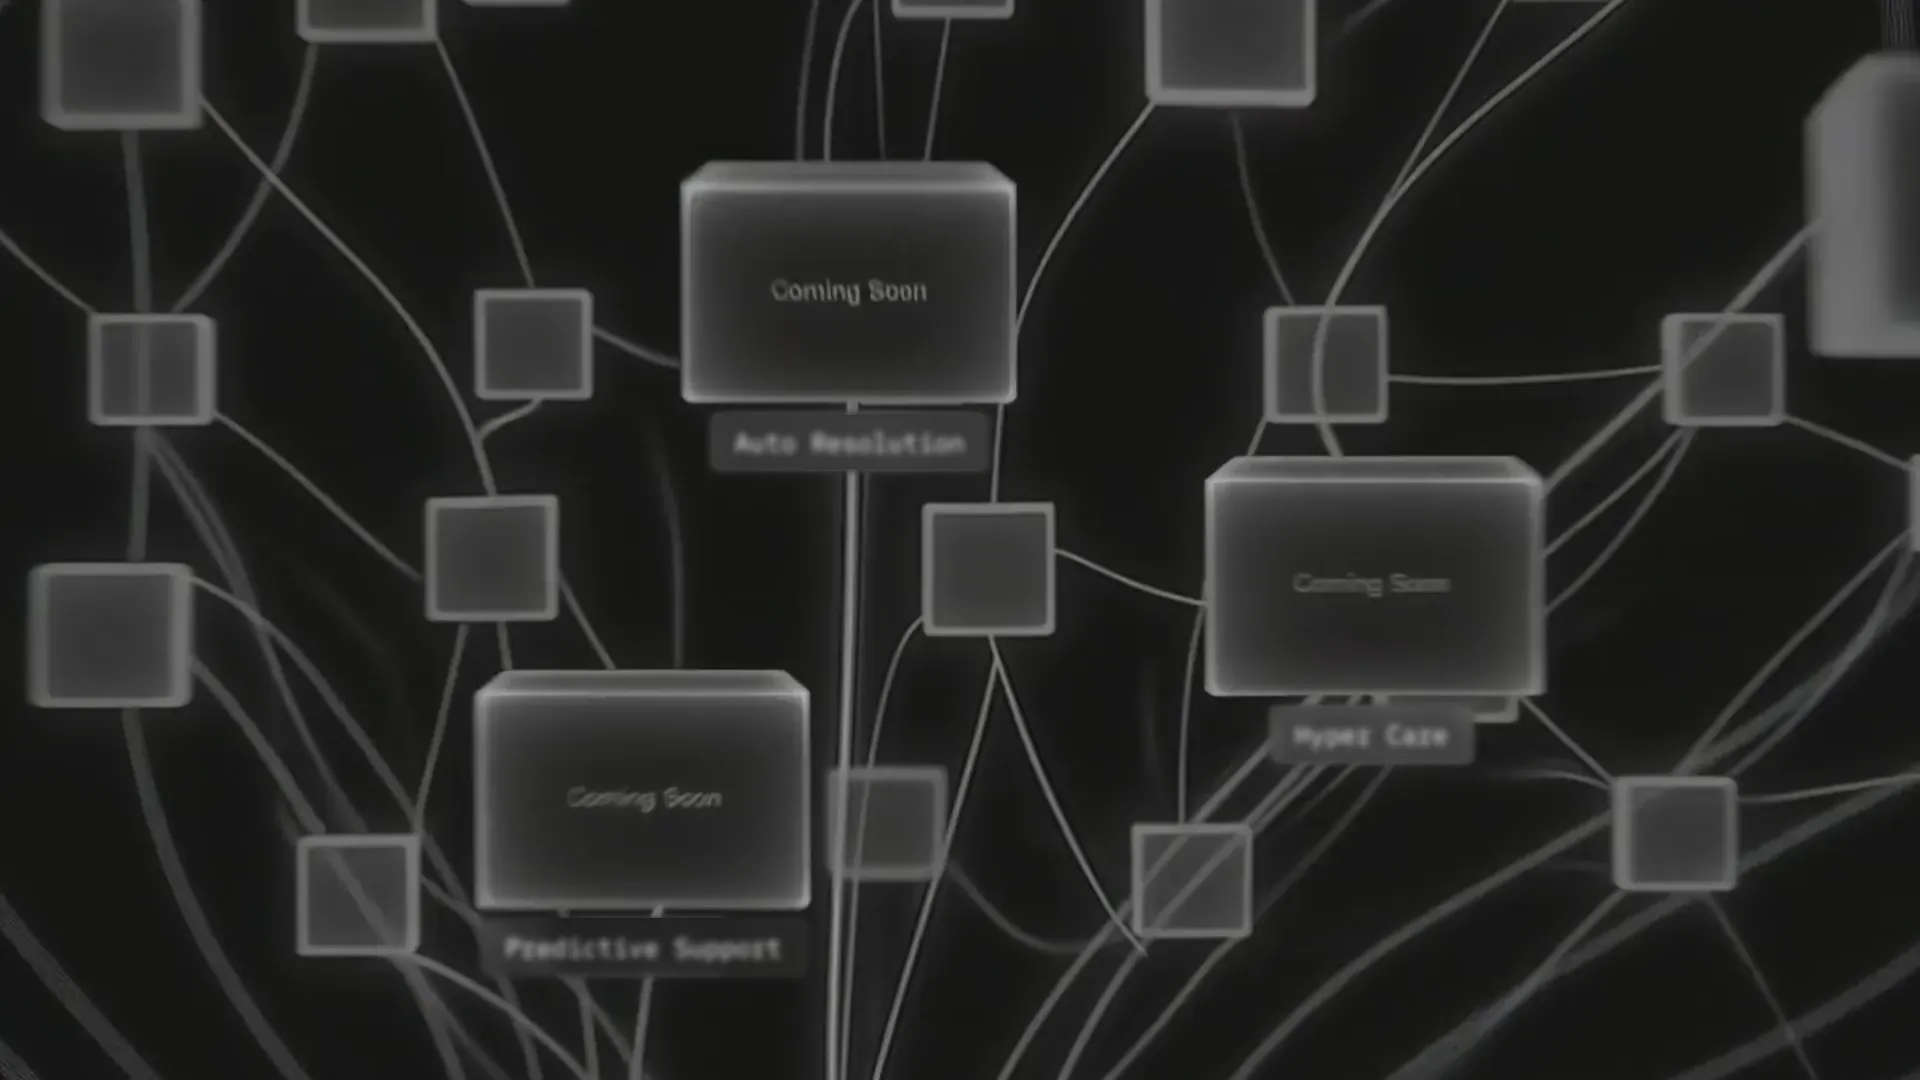 Coming Soon
Auto Resolution
Coming Soon
Hyper Care
Coming Soon
Predictive Support